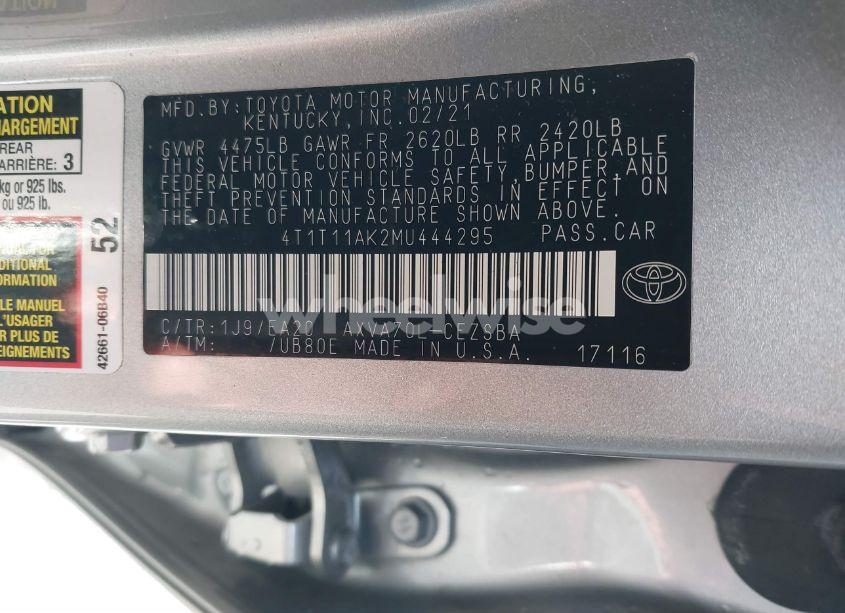 MFD.BY:TOYOTA MOTOR MANUFACTURING,
KENTUCKY, INC.02/21
GVWR 4475LB GAWR FR 2620LB RR 2420LB
THIS VEHICLE CONFORMS TO ALL APPLICABLE
FEDERAL MOTOR VEHICLE SAFETY,BUMPER,AND
THEFT PREVENTION STANDARDS IN EFFECT ON
THE DATE OF MANUFACTURE SHOWN ABOVE.
4T1T11AK2MU444295 PASS.CAR
C/TR:1J9/EA20 AXVA70L-CEZSBA
A/TM: /UB80E MADE IN U.S.A. 17116
wheelwise
ATION
HARGEMENT
REAR
ARRIÈRE: 3
kg or 925 lbs.
ou 925 lb.
52
42661-06B40
DITIONAL
FORMATION
LE MANUEL
L'USAGER
R PLUS DE
SEIGNEMENTS